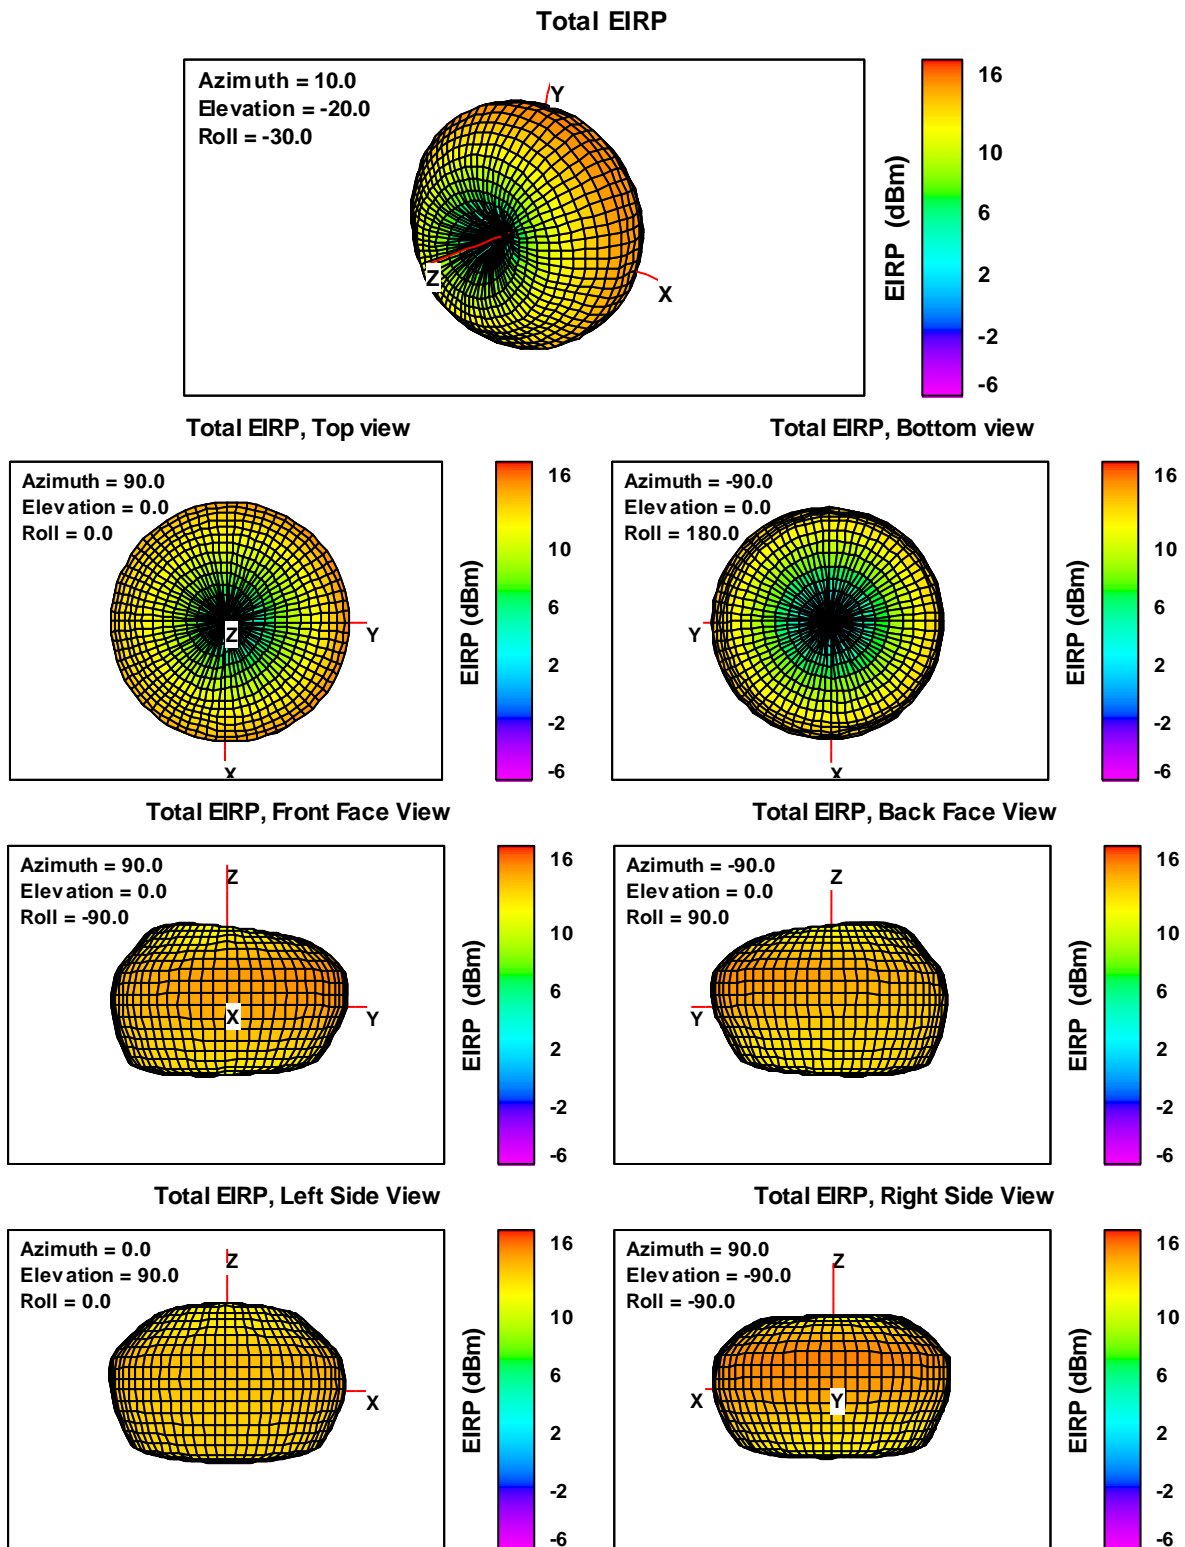 Total EIRP
Azimuth = 10.0
Elevation = -20.0
Roll = -30.0
Y
Z
X
EIRP (dBm)
16
10
6
2
-2
-6
Total EIRP, Top view
Azimuth = 90.0
Elevation = 0.0
Roll = 0.0
Z
Y
X
EIRP (dBm)
16
10
6
2
-2
-6
Total EIRP, Bottom view
Azimuth = -90.0
Elevation = 0.0
Roll = 180.0
Y
X
EIRP (dBm)
16
10
6
2
-2
-6
Total EIRP, Front Face View
Azimuth = 90.0
Elevation = 0.0
Roll = -90.0
Z
X
Y
EIRP (dBm)
16
10
6
2
-2
-6
Total EIRP, Back Face View
Azimuth = -90.0
Elevation = 0.0
Roll = 90.0
Z
Y
EIRP (dBm)
16
10
6
2
-2
-6
Total EIRP, Left Side View
Azimuth = 0.0
Elevation = 90.0
Roll = 0.0
Z
X
EIRP (dBm)
16
10
6
2
-2
-6
Total EIRP, Right Side View
Azimuth = 90.0
Elevation = -90.0
Roll = -90.0
Z
X
Y
EIRP (dBm)
16
10
6
2
-2
-6